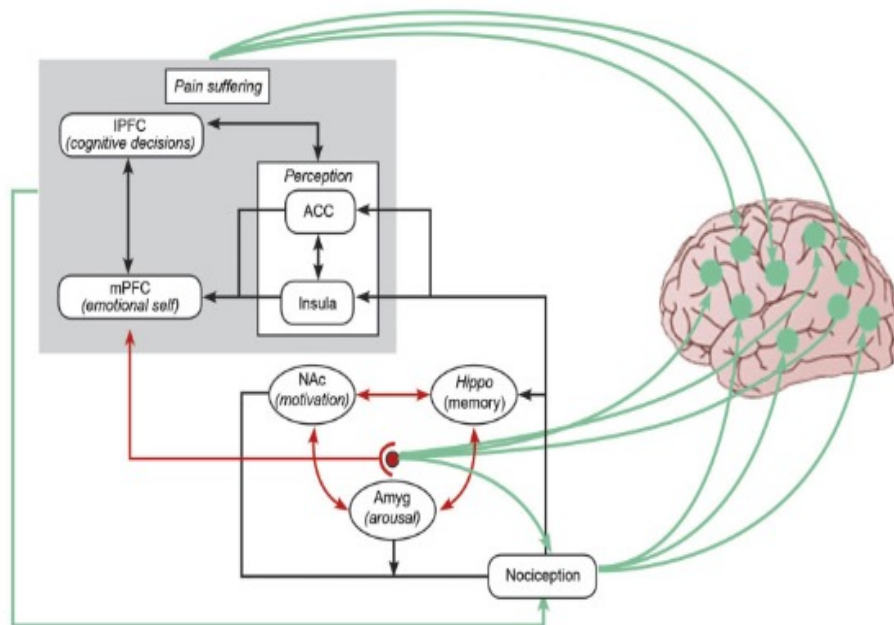 Pain suffering
lPFC
(cognitive decisions)
Perception
ACC
mPFC
(emotional self)
Insula
NAc
(motivation)
Hippo
(memory)
Amyg
(arousal)
Nociception